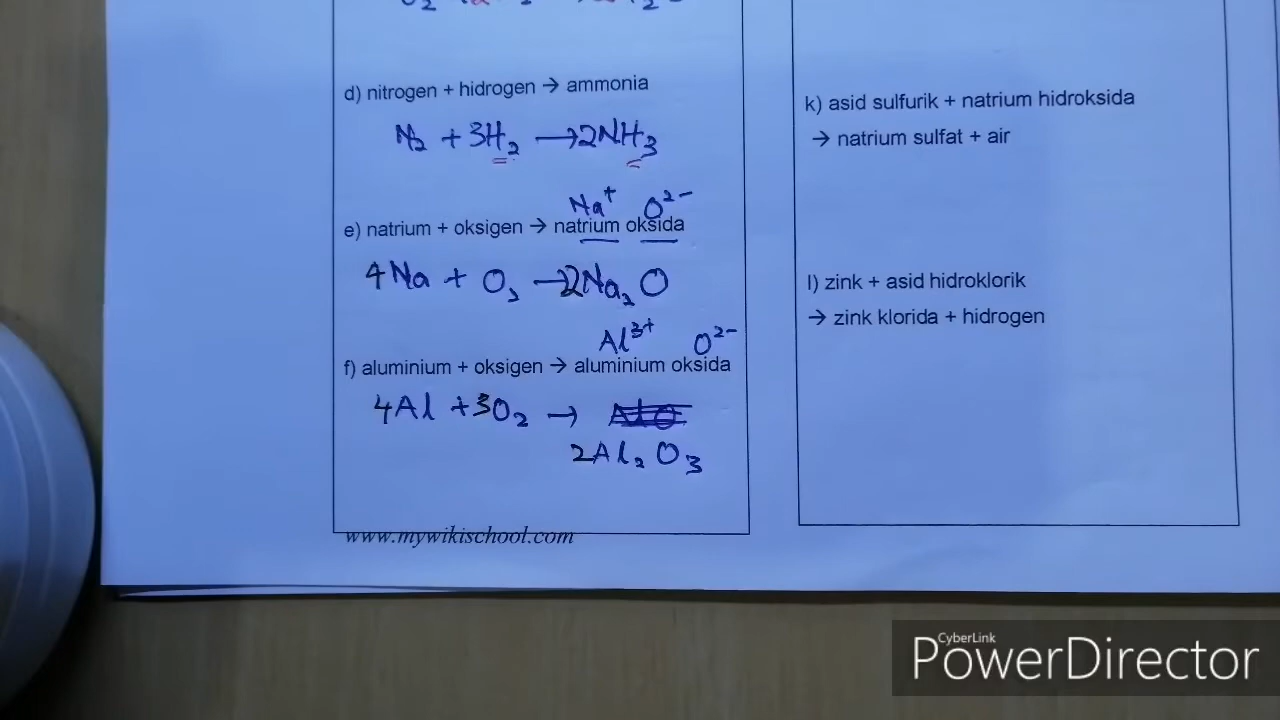 d) nitrogen + hidrogen → ammonia
N₂ + 3H₂ → 2NH₃
Na⁺ O²⁻
e) natrium + oksigen → natrium oksida
4Na + O₂ → 2Na₂O
Al³⁺ O²⁻
f) aluminium + oksigen → aluminium oksida
4Al + 3O₂ →
2Al₂O₃
www.mywikischool.com
k) asid sulfurik + natrium hidroksida
→ natrium sulfat + air
l) zink + asid hidroklorik
→ zink klorida + hidrogen
CyberLink
PowerDirector